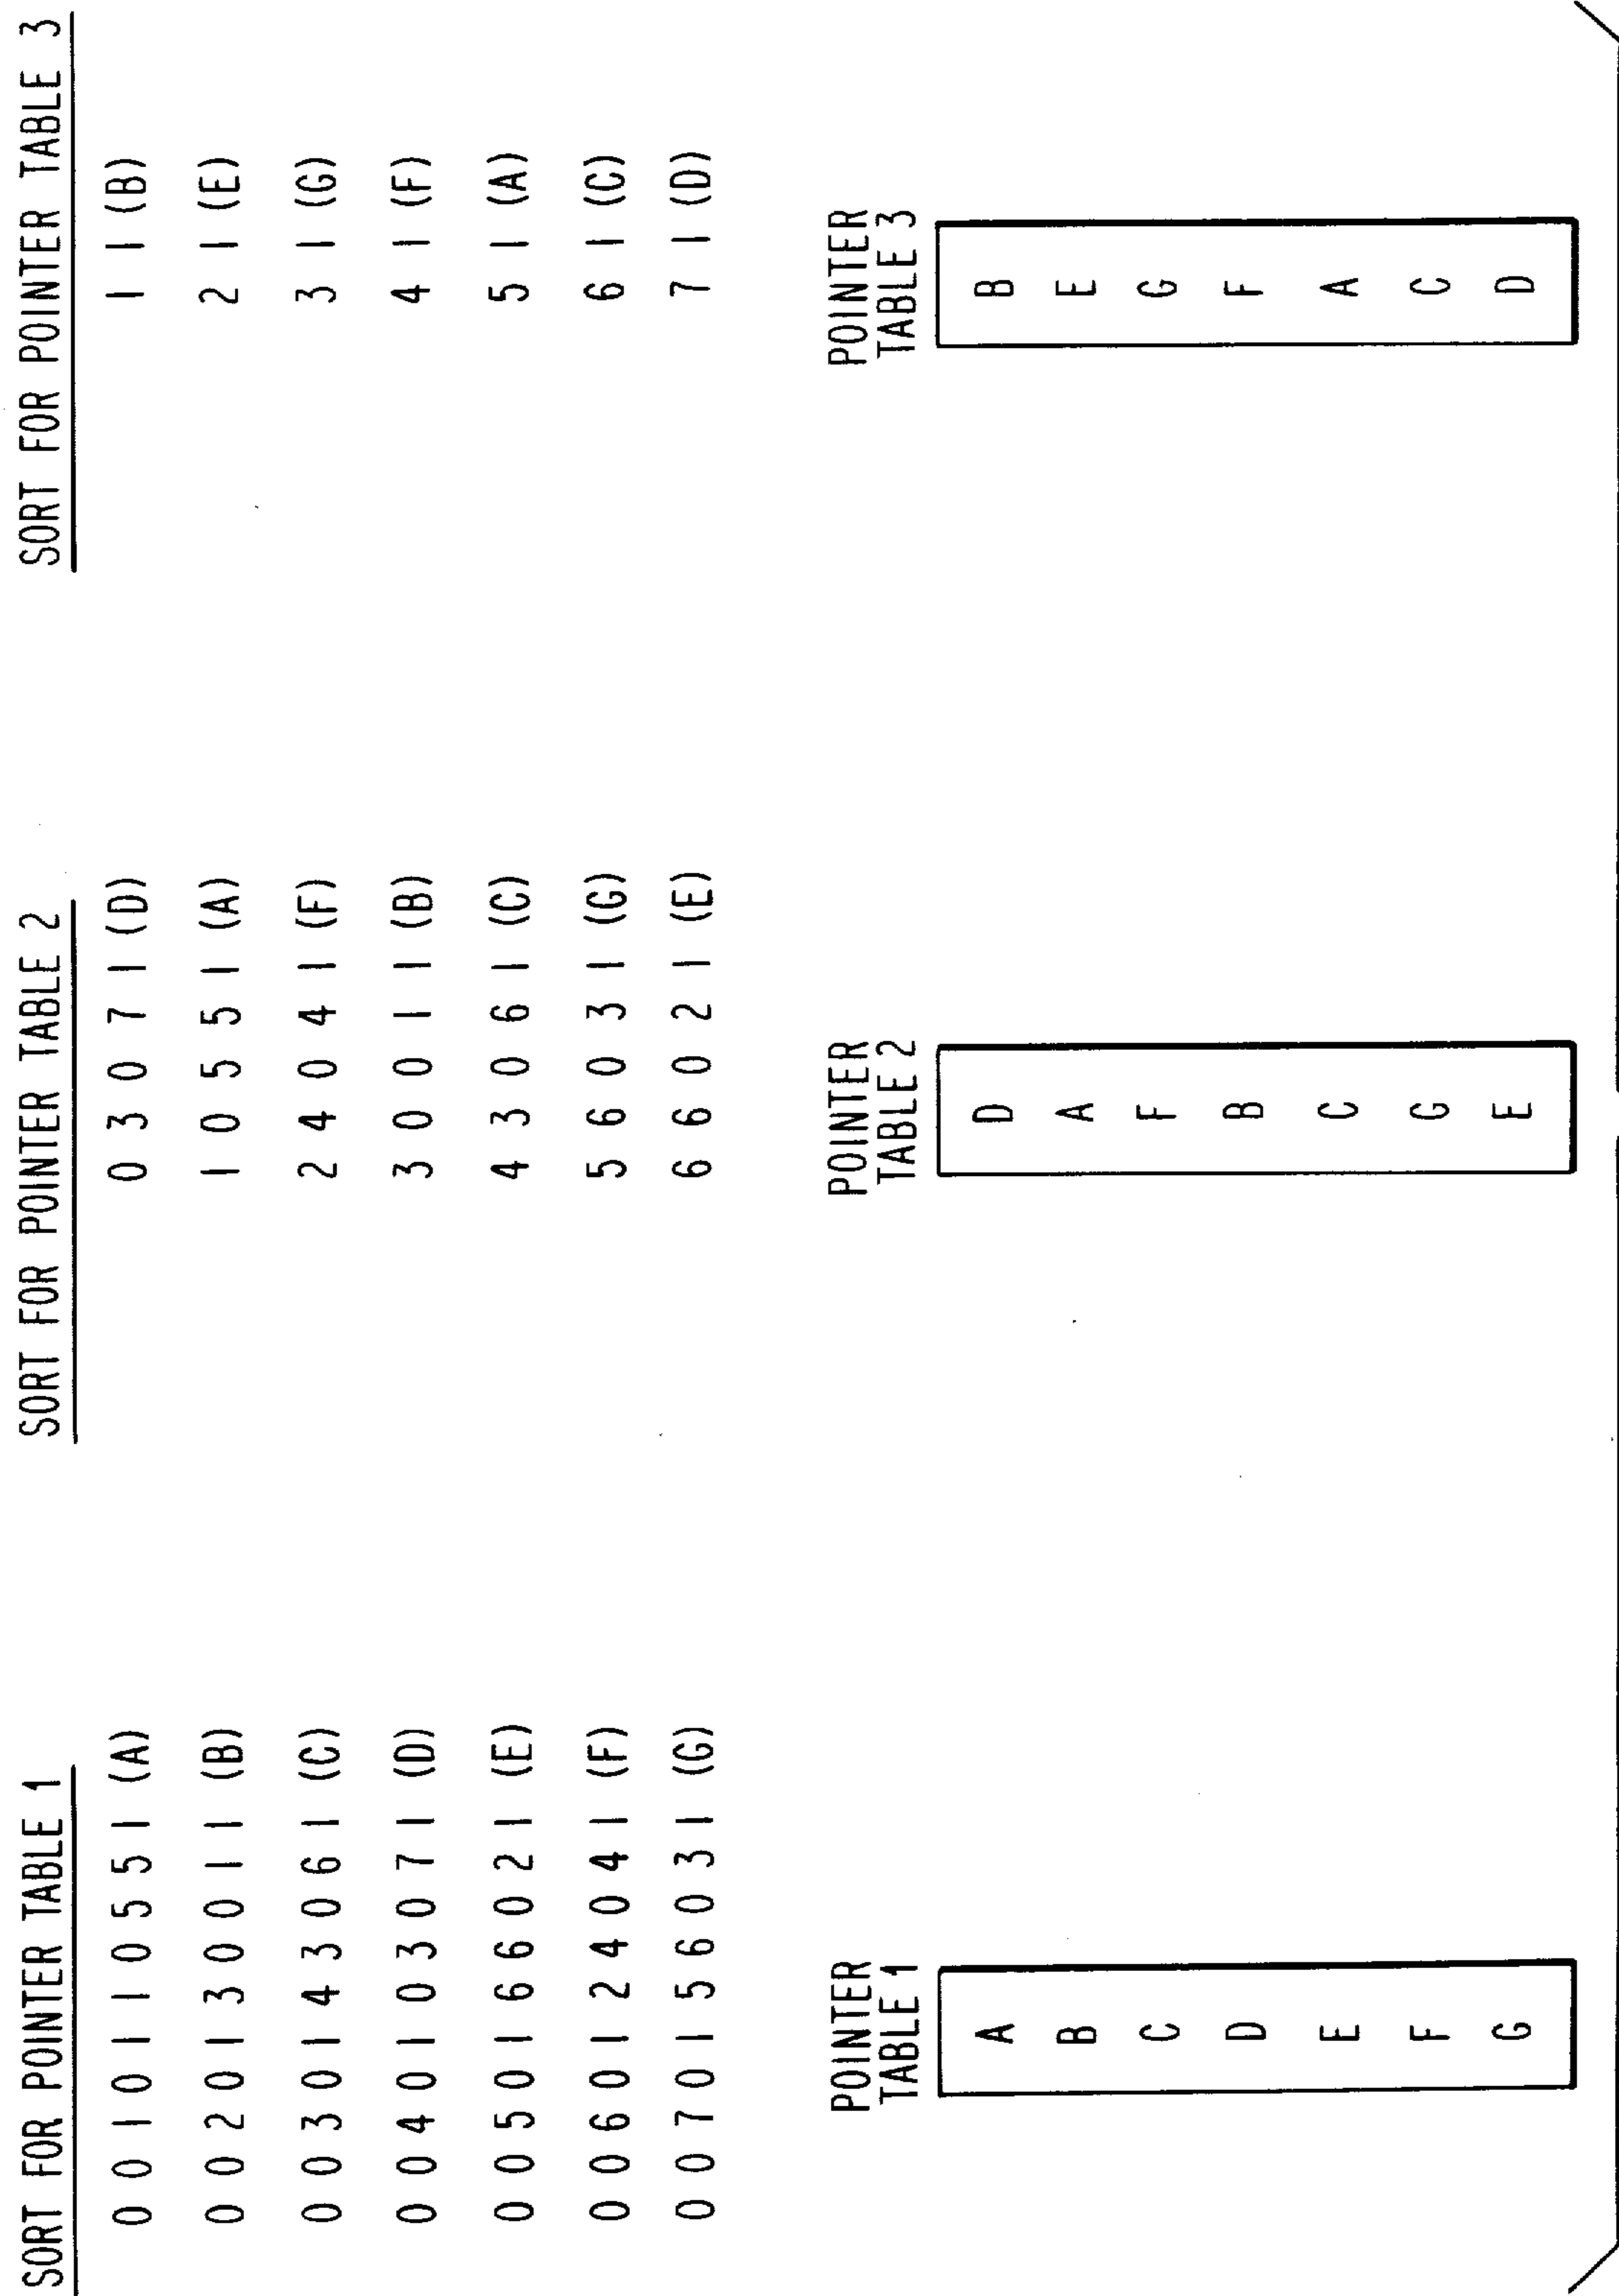 SORT FOR POINTER TABLE 1
0 0 1 0 1 1 0 5 5 1 (A)
0 0 2 0 1 3 0 0 1 1 (B)
0 0 3 0 1 4 3 0 6 1 (C)
0 0 4 0 1 0 3 0 7 1 (D)
0 0 5 0 1 6 6 0 2 1 (E)
0 0 6 0 1 2 4 0 4 1 (F)
0 0 7 0 1 5 6 0 3 1 (G)
POINTER
TABLE 1
A
B
C
D
E
F
G
SORT FOR POINTER TABLE 2
0 3 0 7 1 (D)
1 0 5 5 1 (A)
2 4 0 4 1 (F)
3 0 0 1 1 (B)
4 3 0 6 1 (C)
5 6 0 3 1 (G)
6 6 0 2 1 (E)
POINTER
TABLE 2
D
A
F
B
C
G
E
SORT FOR POINTER TABLE 3
1 1 (B)
2 1 (E)
3 1 (G)
4 1 (F)
5 1 (A)
6 1 (C)
7 1 (D)
POINTER
TABLE 3
B
E
G
F
A
C
D